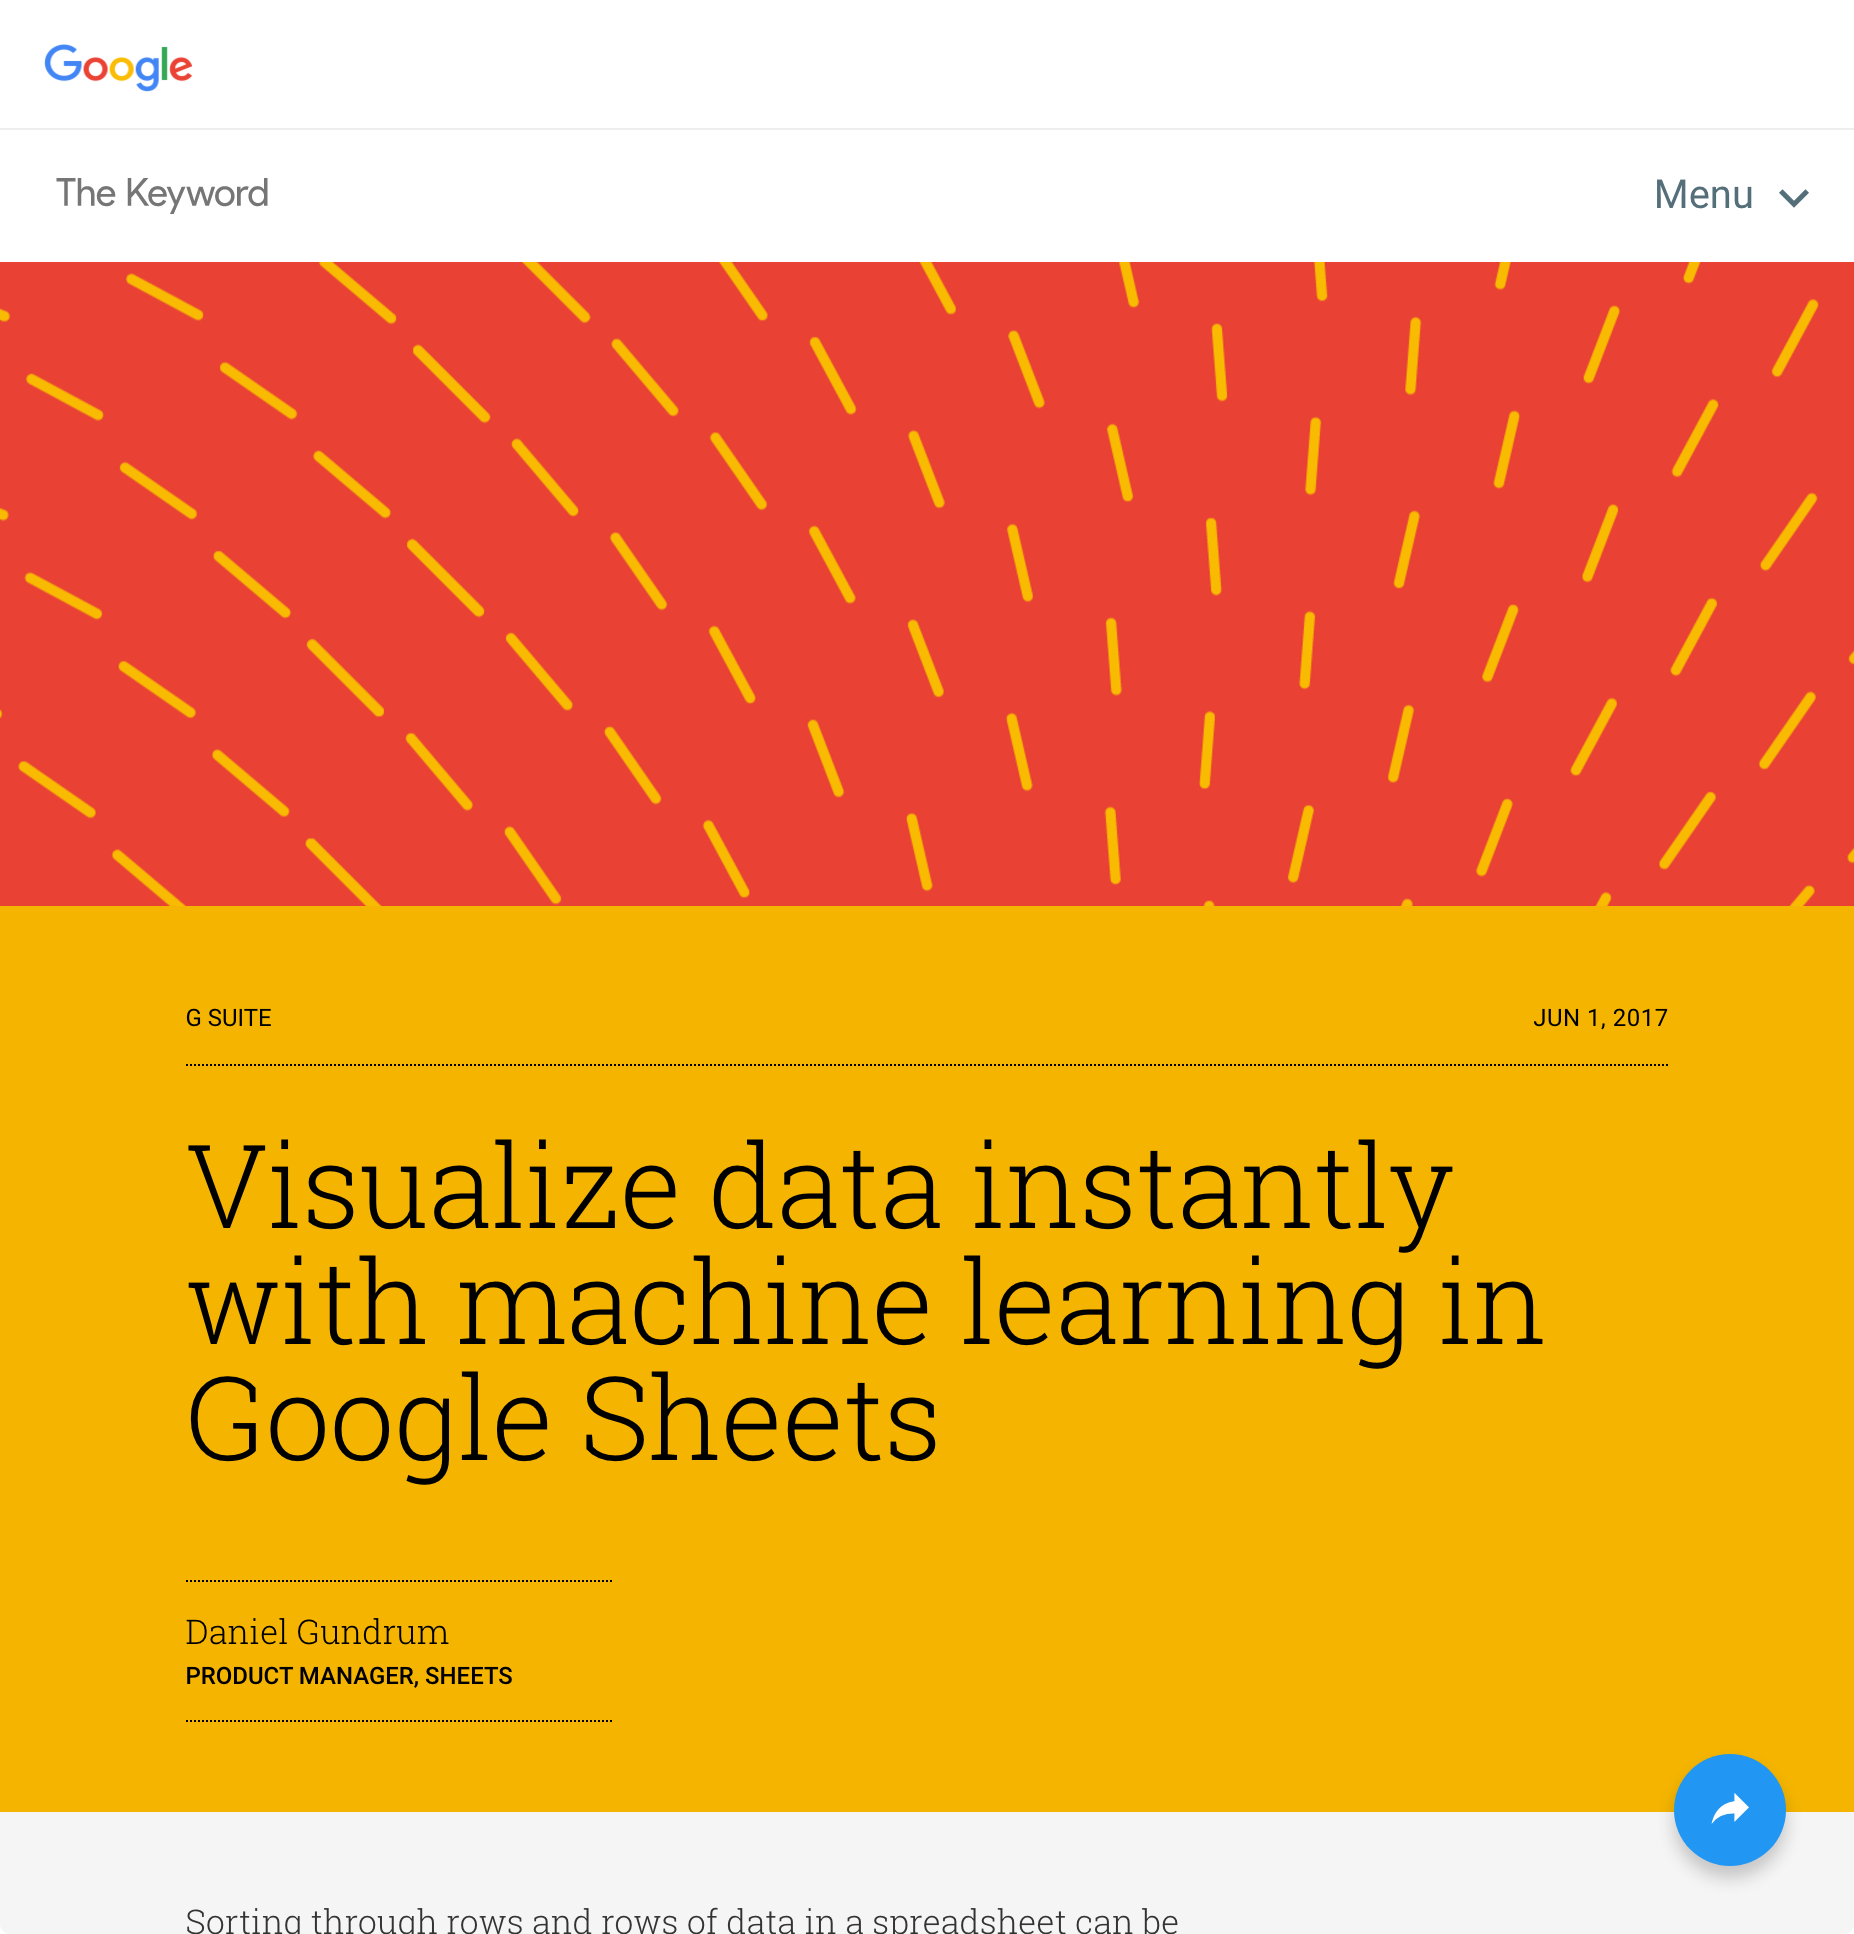 Google
The Keyword
Menu
G SUITE
JUN 1, 2017
Visualize data instantly
with machine learning in
Google Sheets
Daniel Gundrum
PRODUCT MANAGER, SHEETS
Sorting through rows and rows of data in a spreadsheet can be